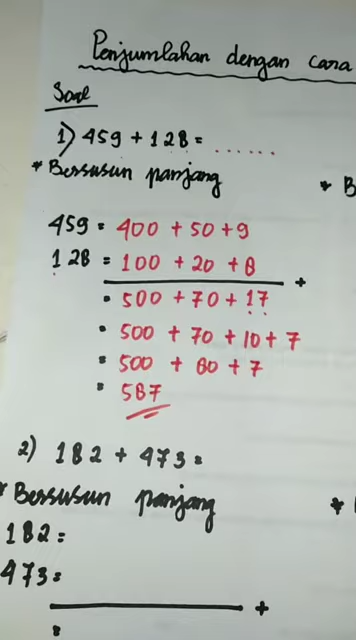 Penjumlahan dengan cara
Soal
1) 459 + 128 = ......
* Bersusun panjang
* B
459 = 400 + 50 + 9
128 = 100 + 20 + 8
+
= 500 + 70 + 17
= 500 + 70 + 10 + 7
= 500 + 80 + 7
= 587
2) 182 + 473 =
* Bersusun panjang
*
182 =
473 =
+
=